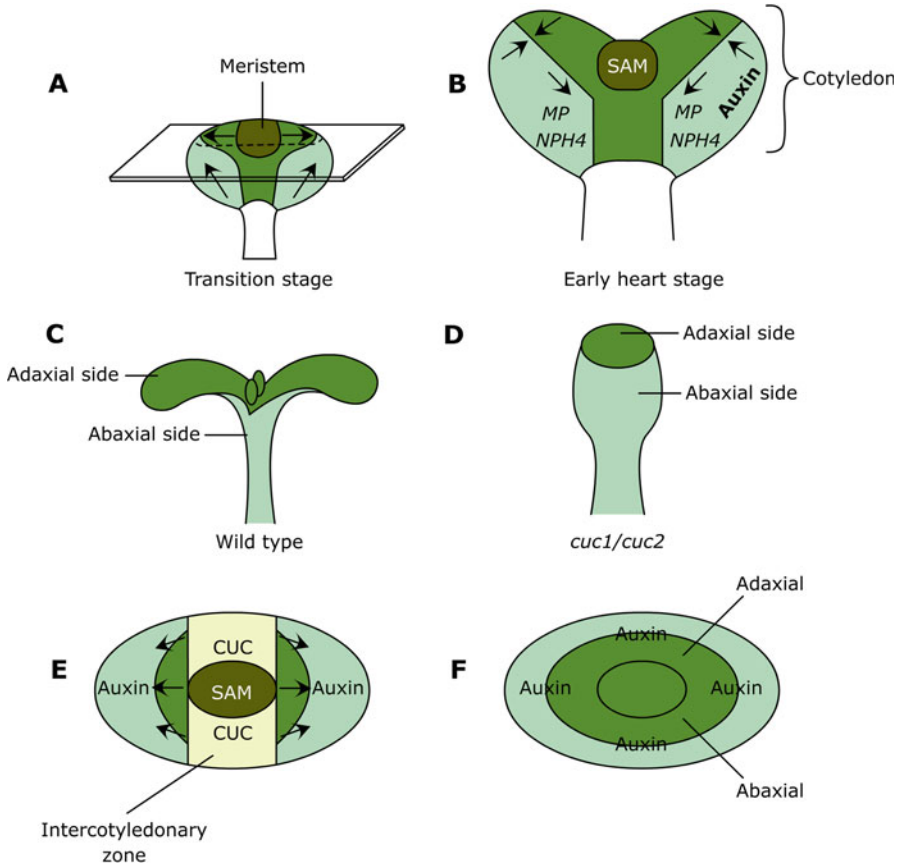 Meristem
A
Transition stage
B
SAM
MP
NPH4
MP
NPH4
Auxin
Cotyledon
Early heart stage
C
Adaxial side
Abaxial side
Wild type
D
Adaxial side
Abaxial side
cuc1/cuc2
E
CUC
Auxin
SAM
Auxin
CUC
Intercotyledonary
zone
F
Adaxial
Auxin
Auxin
Auxin
Auxin
Abaxial